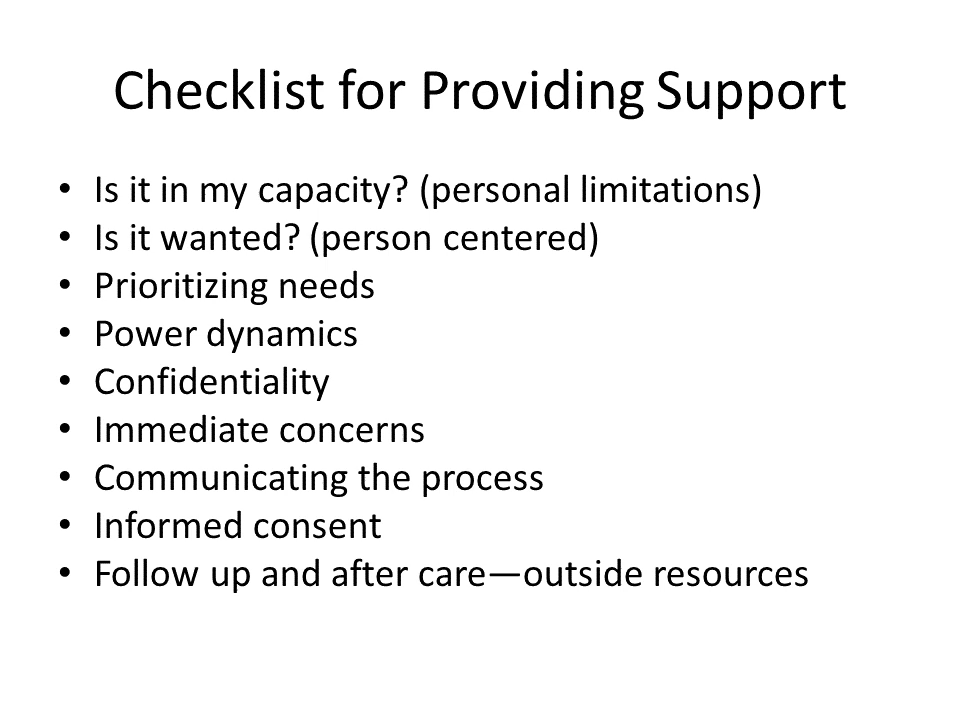 Checklist for Providing Support
• Is it in my capacity? (personal limitations)
• Is it wanted? (person centered)
• Prioritizing needs
• Power dynamics
• Confidentiality
• Immediate concerns
• Communicating the process
• Informed consent
• Follow up and after care—outside resources